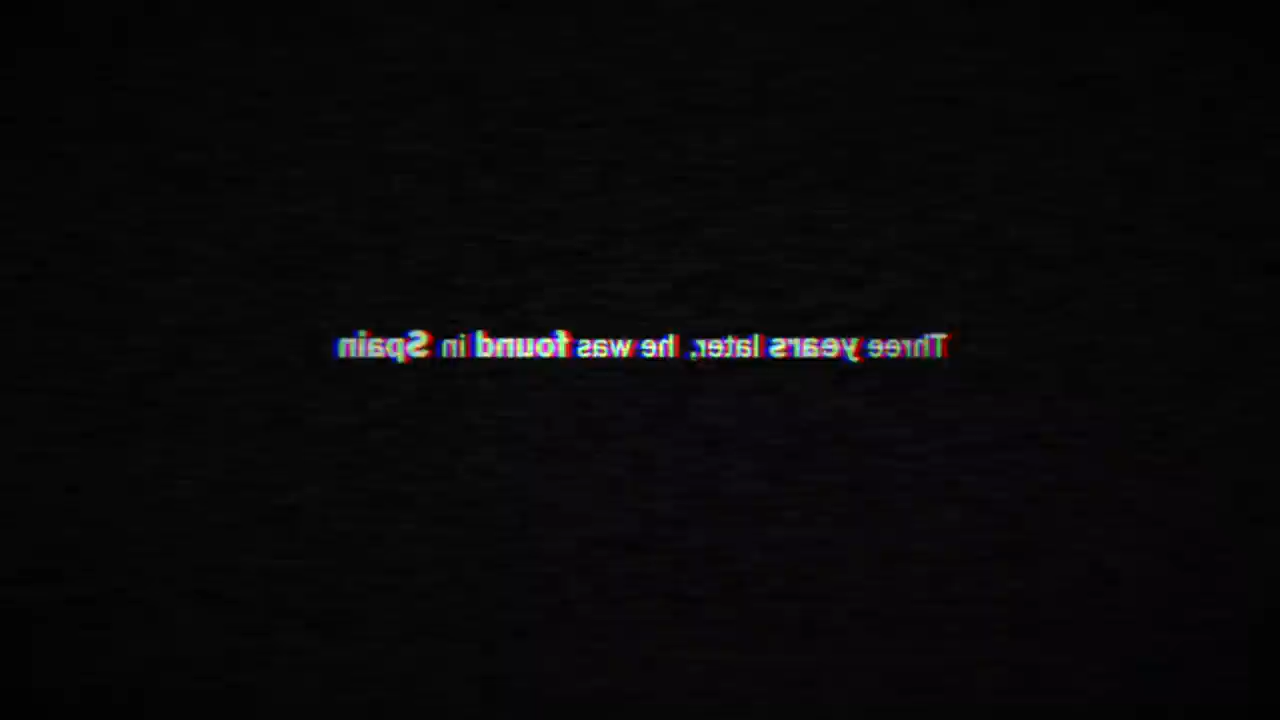 Three years later, he was found in Spain